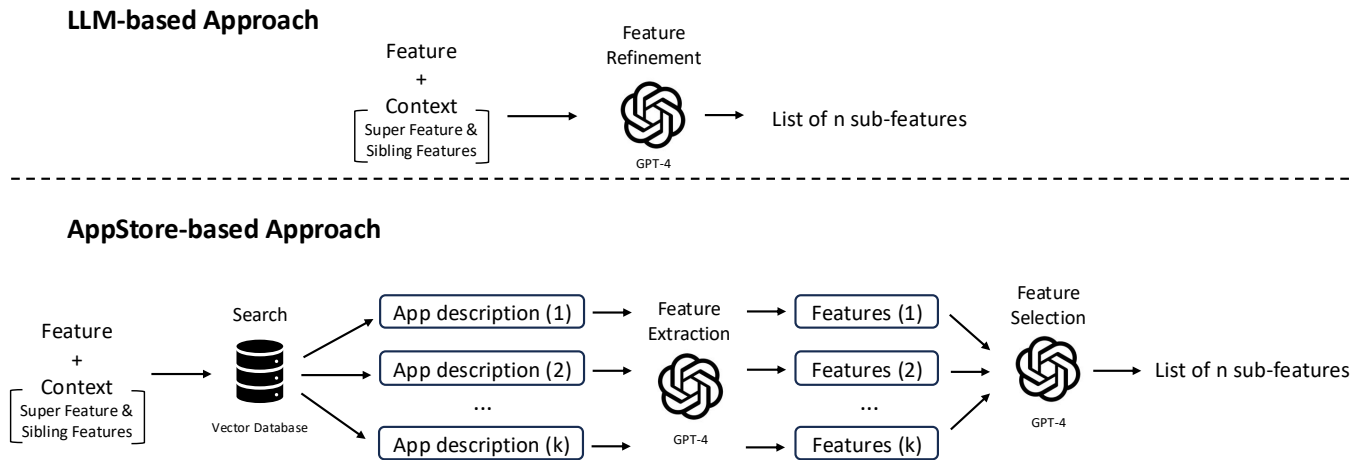 LLM-based Approach
Feature
+
Context
Super Feature &
Sibling Features
Feature
Refinement
GPT-4
List of n sub-features
AppStore-based Approach
Feature
+
Context
Super Feature &
Sibling Features
Search
Vector Database
App description (1)
App description (2)
...
App description (k)
Feature
Extraction
GPT-4
Features (1)
Features (2)
...
Features (k)
Feature
Selection
GPT-4
List of n sub-features